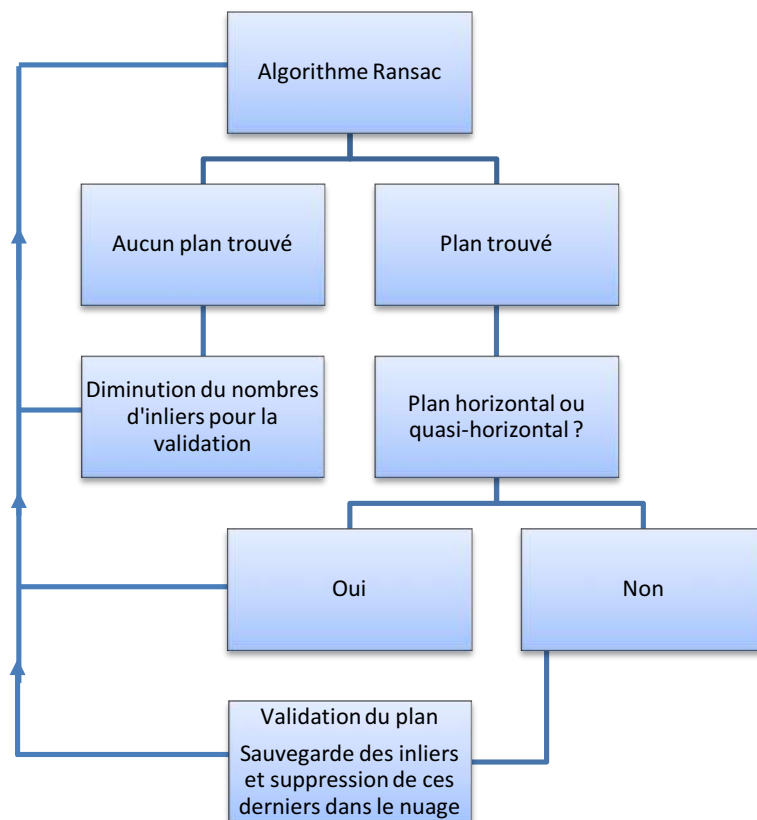 Algorithme Ransac
Aucun plan trouvé
Plan trouvé
Diminution du nombres
d'inliers pour la
validation
Plan horizontal ou
quasi-horizontal ?
Oui
Non
Validation du plan
Sauvegarde des inliers
et suppression de ces
derniers dans le nuage